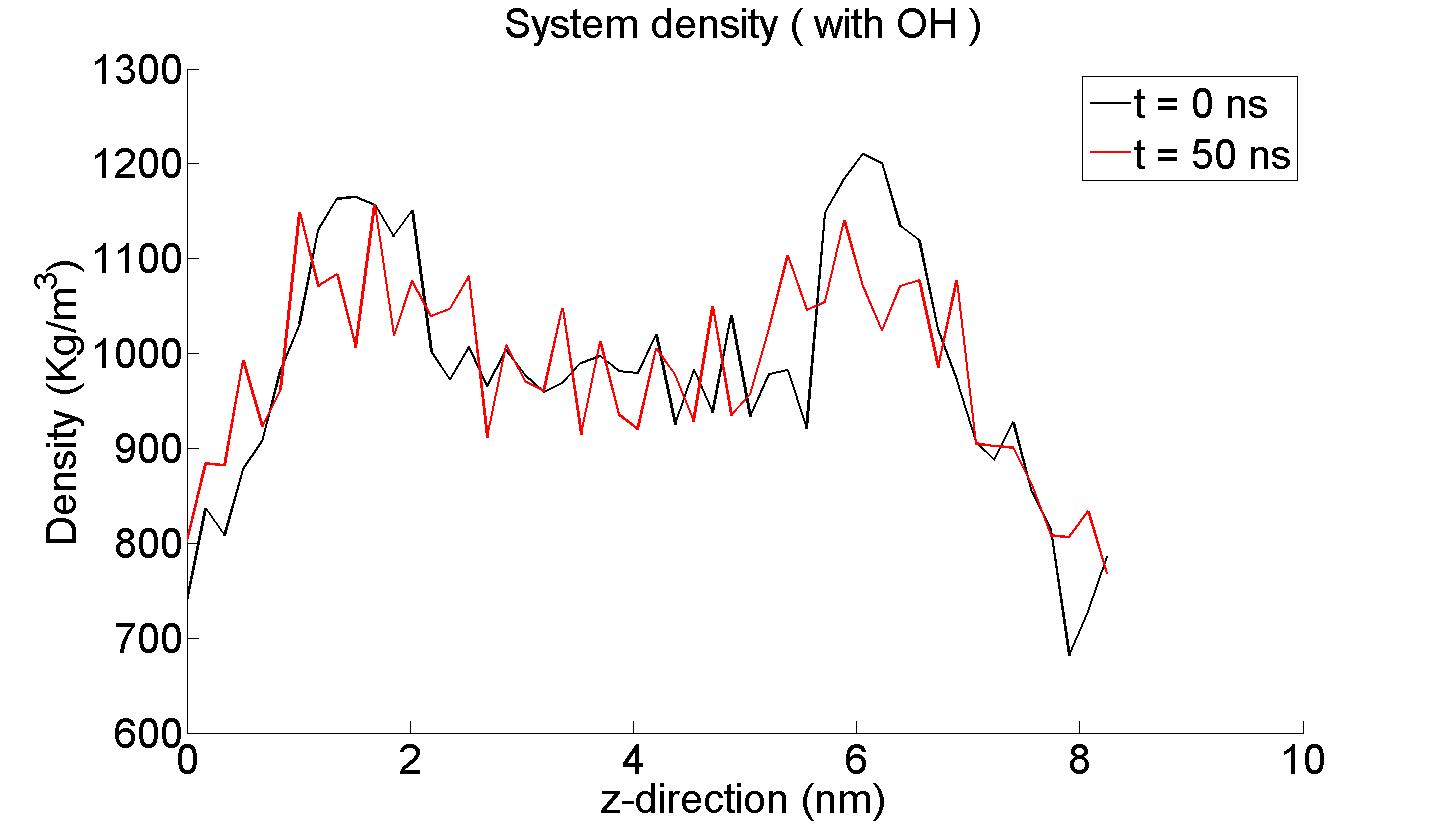 System density ( with OH )
1300
1200
1100
1000
900
800
700
600
Density (Kg/m³)
t = 0 ns
t = 50 ns
0 2 4 6 8 10
z-direction (nm)